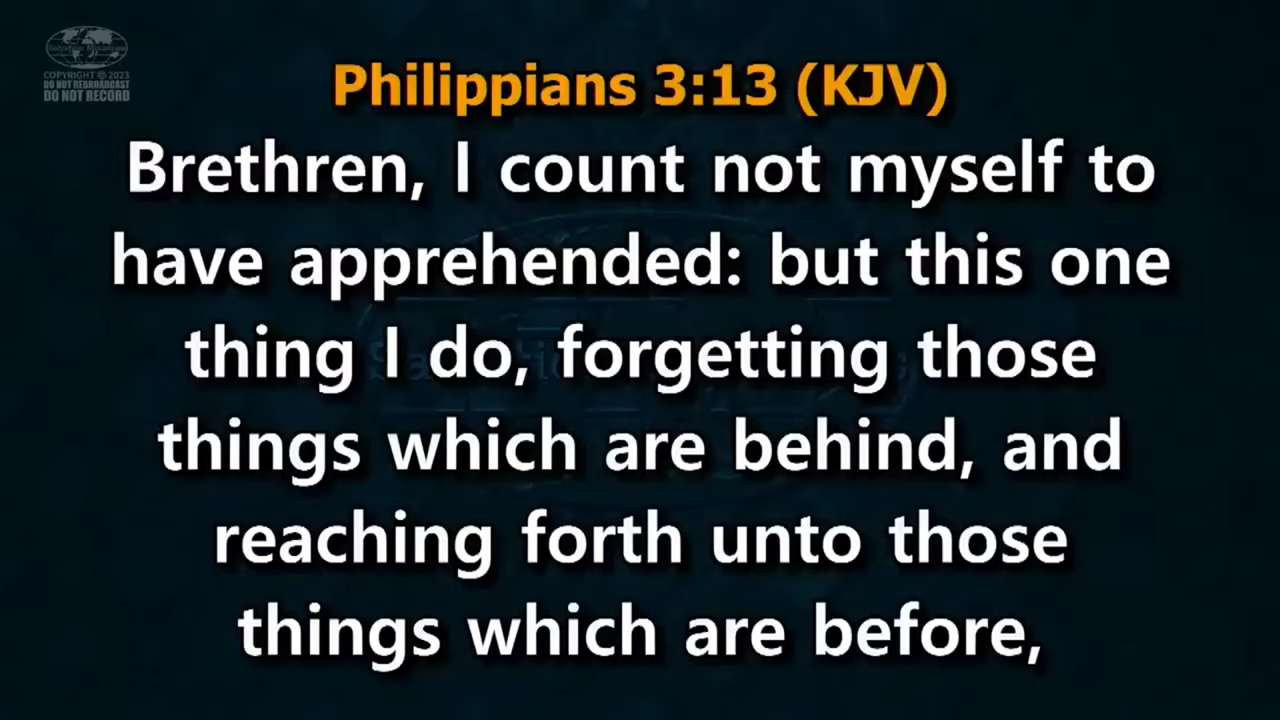 Salvation Ministries
COPYRIGHT © 2023
DO NOT REBROADCAST
DO NOT RECORD
Philippians 3:13 (KJV)
Brethren, I count not myself to
have apprehended: but this one
thing I do, forgetting those
things which are behind, and
reaching forth unto those
things which are before,